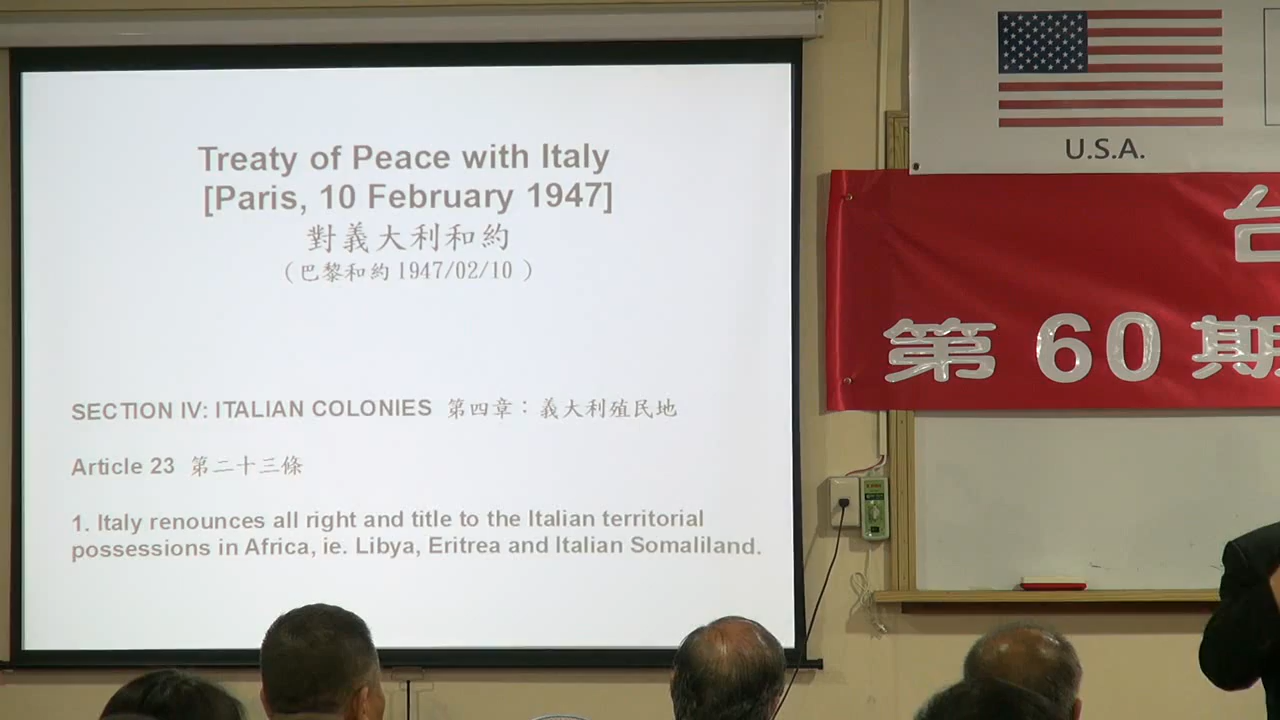 Treaty of Peace with Italy
[Paris, 10 February 1947]
對義大利和約
（巴黎和約 1947/02/10 ）
SECTION IV: ITALIAN COLONIES 第四章：義大利殖民地
Article 23 第二十三條
1. Italy renounces all right and title to the Italian territorial
possessions in Africa, ie. Libya, Eritrea and Italian Somaliland.
U.S.A.
台
第 60 期